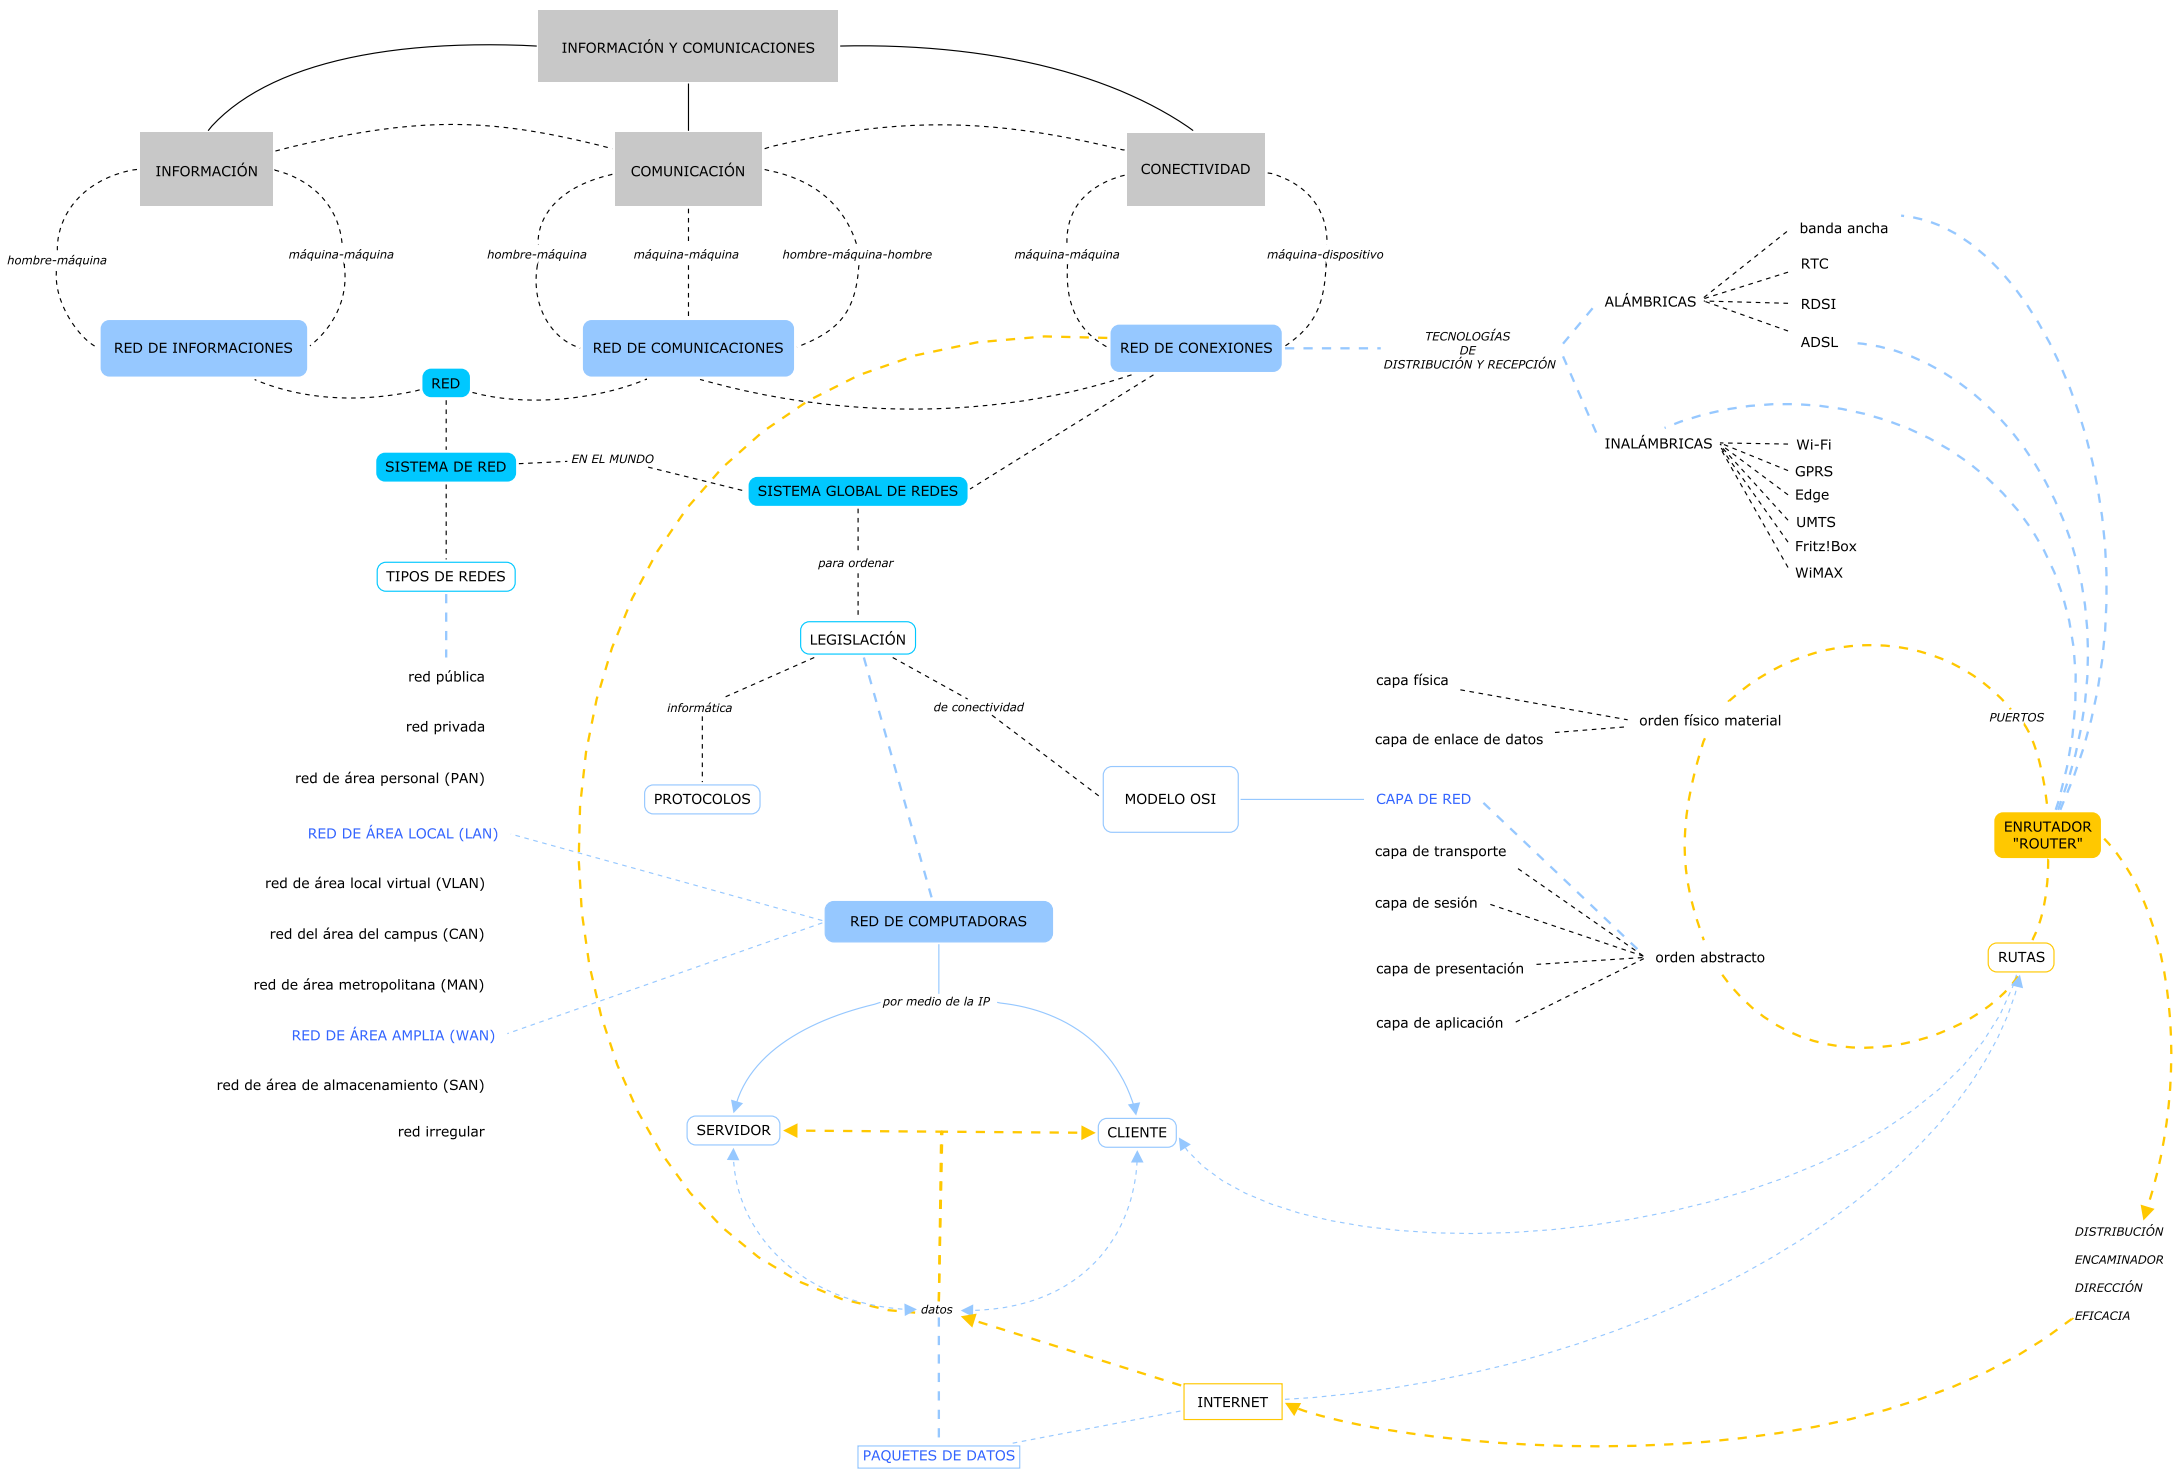 INFORMACIÓN Y COMUNICACIONES
INFORMACIÓN
COMUNICACIÓN
CONECTIVIDAD
hombre-máquina
máquina-máquina
hombre-máquina
máquina-máquina
hombre-máquina-hombre
máquina-máquina
máquina-dispositivo
RED DE INFORMACIONES
RED DE COMUNICACIONES
RED DE CONEXIONES
TECNOLOGÍAS
DE
DISTRIBUCIÓN Y RECEPCIÓN
ALÁMBRICAS
banda ancha
RTC
RDSI
ADSL
INALÁMBRICAS
Wi-Fi
GPRS
Edge
UMTS
Fritz!Box
WiMAX
RED
SISTEMA DE RED
EN EL MUNDO
SISTEMA GLOBAL DE REDES
TIPOS DE REDES
para ordenar
LEGISLACIÓN
red pública
red privada
red de área personal (PAN)
RED DE ÁREA LOCAL (LAN)
red de área local virtual (VLAN)
red del área del campus (CAN)
red de área metropolitana (MAN)
RED DE ÁREA AMPLIA (WAN)
red de área de almacenamiento (SAN)
red irregular
informática
de conectividad
PROTOCOLOS
MODELO OSI
capa física
capa de enlace de datos
CAPA DE RED
capa de transporte
capa de sesión
capa de presentación
capa de aplicación
orden físico material
orden abstracto
PUERTOS
ENRUTADOR
"ROUTER"
RUTAS
RED DE COMPUTADORAS
por medio de la IP
SERVIDOR
CLIENTE
datos
DISTRIBUCIÓN
ENCAMINADOR
DIRECCIÓN
EFICACIA
INTERNET
PAQUETES DE DATOS